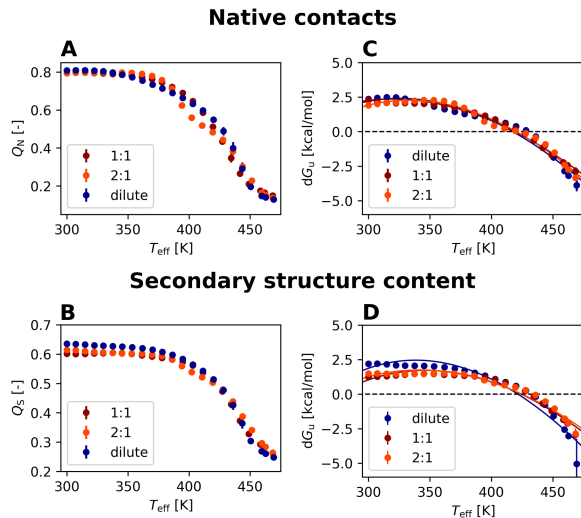 Native contacts
A
0.8
0.6
0.4
0.2
Q_N [-]
1:1
2:1
dilute
300 350 400 450
T_eff [K]
C
5.0
2.5
0.0
−2.5
−5.0
dG_u [kcal/mol]
dilute
1:1
2:1
300 350 400 450
T_eff [K]
Secondary structure content
B
0.7
0.6
0.5
0.4
0.3
0.2
Q_S [-]
1:1
2:1
dilute
300 350 400 450
T_eff [K]
D
5.0
2.5
0.0
−2.5
−5.0
dG_u [kcal/mol]
dilute
1:1
2:1
300 350 400 450
T_eff [K]